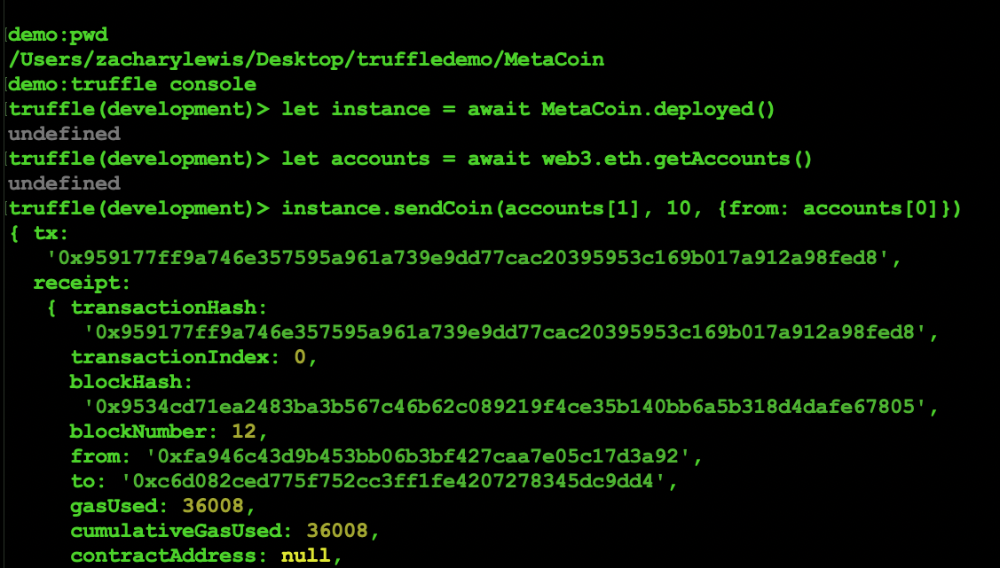 demo:pwd
/Users/zacharylewis/Desktop/truffledemo/MetaCoin
demo:truffle console
truffle(development)> let instance = await MetaCoin.deployed()
undefined
truffle(development)> let accounts = await web3.eth.getAccounts()
undefined
truffle(development)> instance.sendCoin(accounts[1], 10, {from: accounts[0]})
{ tx:
'0x959177ff9a746e357595a961a739e9dd77cac20395953c169b017a912a98fed8',
receipt:
{ transactionHash:
'0x959177ff9a746e357595a961a739e9dd77cac20395953c169b017a912a98fed8',
transactionIndex: 0,
blockHash:
'0x9534cd71ea2483ba3b567c46b62c089219f4ce35b140bb6a5b318d4dafe67805',
blockNumber: 12,
from: '0xfa946c43d9b453bb06b3bf427caa7e05c17d3a92',
to: '0xc6d082ced775f752cc3ff1fe4207278345dc9dd4',
gasUsed: 36008,
cumulativeGasUsed: 36008,
contractAddress: null,